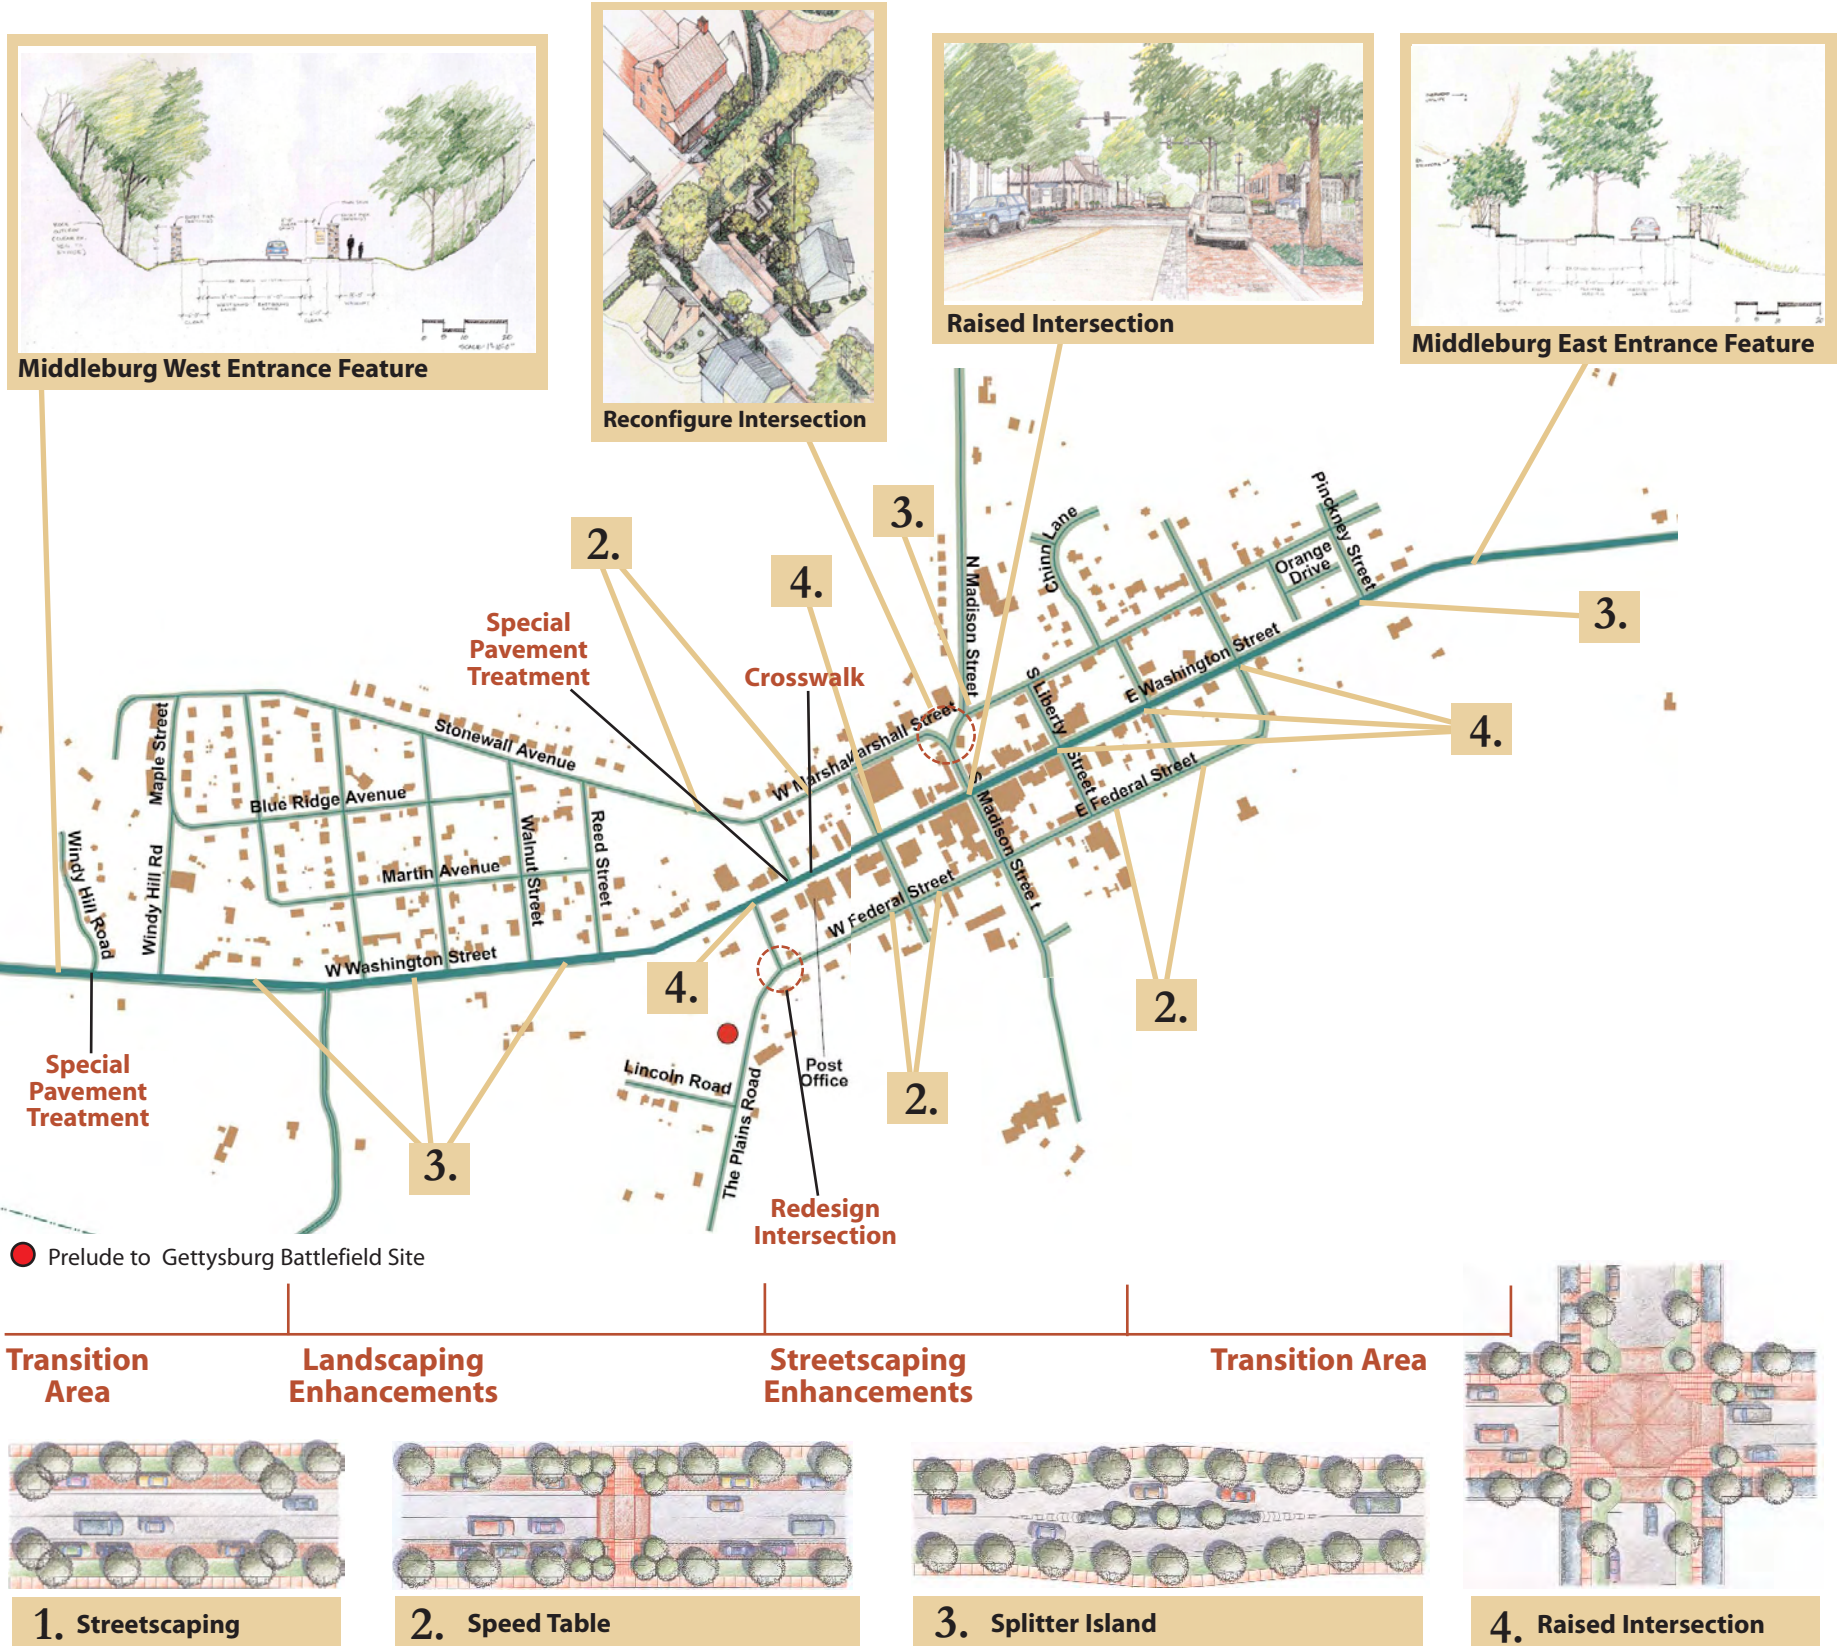 Middleburg West Entrance Feature
Reconfigure Intersection
Raised Intersection
Middleburg East Entrance Feature
2.
4.
3.
3.
4.
Special
Pavement
Treatment
Crosswalk
N Madison Street
Chinn Lane
Pinckney Street
Orange
Drive
E Washington Street
S Liberty
Street
E Federal Street
S
Madison Street
W Marshall Street
W Marshal
Stonewall Avenue
Maple Street
Blue Ridge Avenue
Windy Hill Road
Windy Hill Rd
Martin Avenue
Walnut Street
Reed Street
W Washington Street
W Federal Street
4.
2.
2.
3.
Special
Pavement
Treatment
Lincoln Road
The Plains Road
Post
Office
Redesign
Intersection
Prelude to Gettysburg Battlefield Site
Transition
Area
Landscaping
Enhancements
Streetscaping
Enhancements
Transition Area
1. Streetscaping
2. Speed Table
3. Splitter Island
4. Raised Intersection